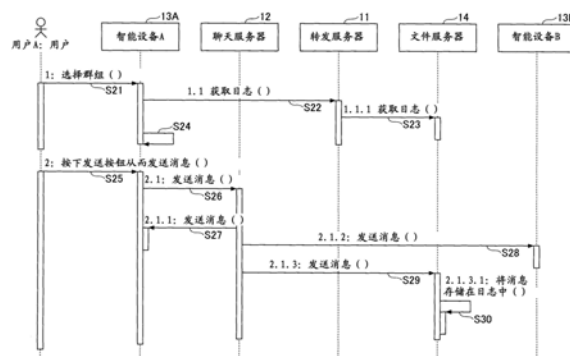 13A
12
11
14
13B
用户A: 用户
智能设备A
聊天服务器
转发服务器
文件服务器
智能设备B
1: 选择群组()
S21
1.1 获取日志()
S22
1.1.1 获取日志()
S23
S24
2: 按下发送按钮从而发送消息()
S25
2.1: 发送消息()
S26
2.1.1: 发送消息()
S27
2.1.2: 发送消息()
S28
2.1.3: 发送消息()
S29
2.1.3.1: 将消息
存储在日志中()
S30